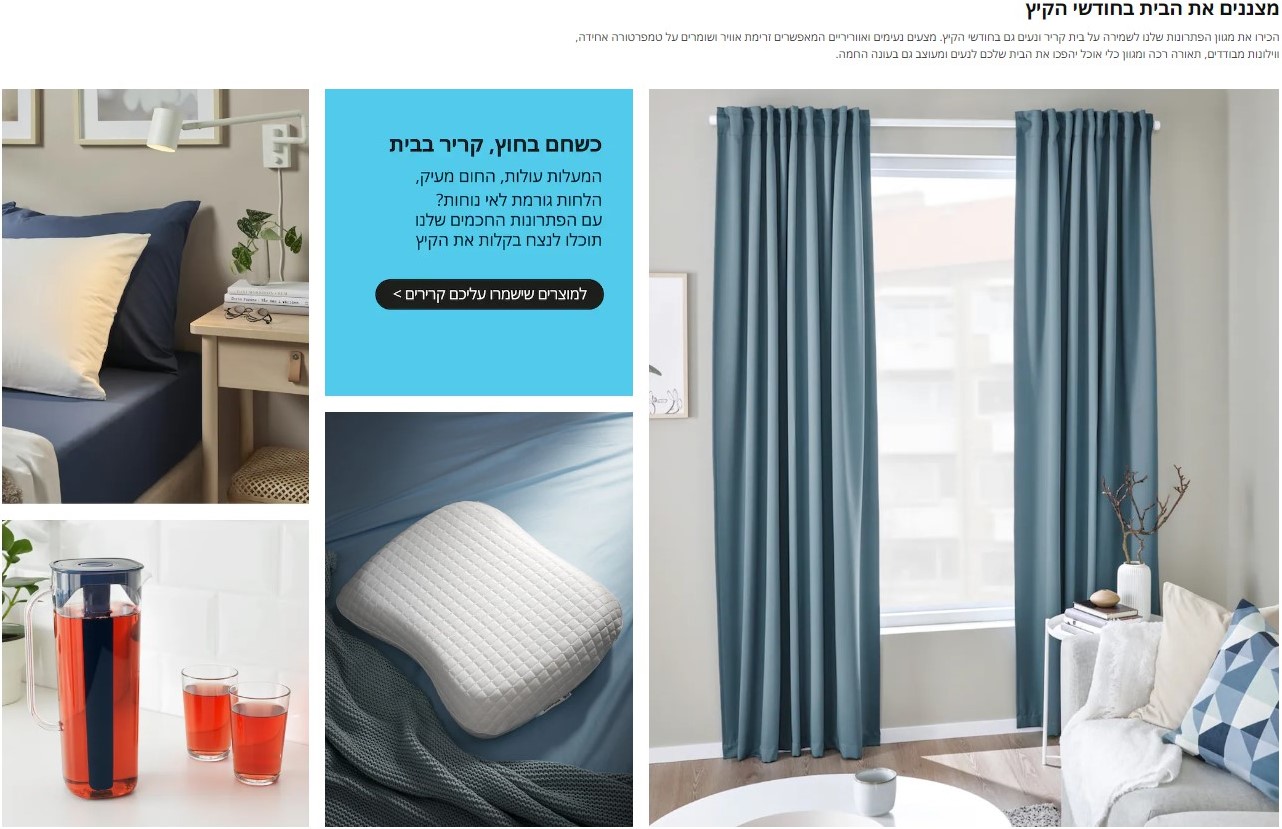 מצננים את הבית בחודשי הקיץ
הכירו את מגוון הפתרונות שלנו לשמירה על בית קריר ונעים גם בחודשי הקיץ. מצעים נעימים ואווריריים המאפשרים זרימת אוויר ושומרים על טמפרטורה אחידה,
ווילונות מבודדים, תאורה רכה ומגוון כלי אוכל יהפכו את הבית שלכם לנעים ומעוצב גם בעונה החמה.
כשחם בחוץ, קריר בבית
המעלות עולות, החום מעיק,
הלחות גורמת לאי נוחות?
עם הפתרונות החכמים שלנו
תוכלו לנצח בקלות את הקיץ
למוצרים שישמרו עליכם קרירים >